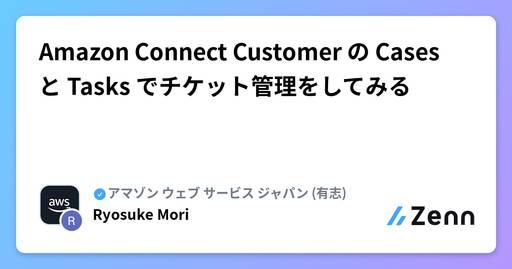 Amazon Connect Customer の Cases
と Tasks でチケット管理をしてみる
aws
R
アマゾン ウェブ サービス ジャパン (有志)
Ryosuke Mori
Zenn